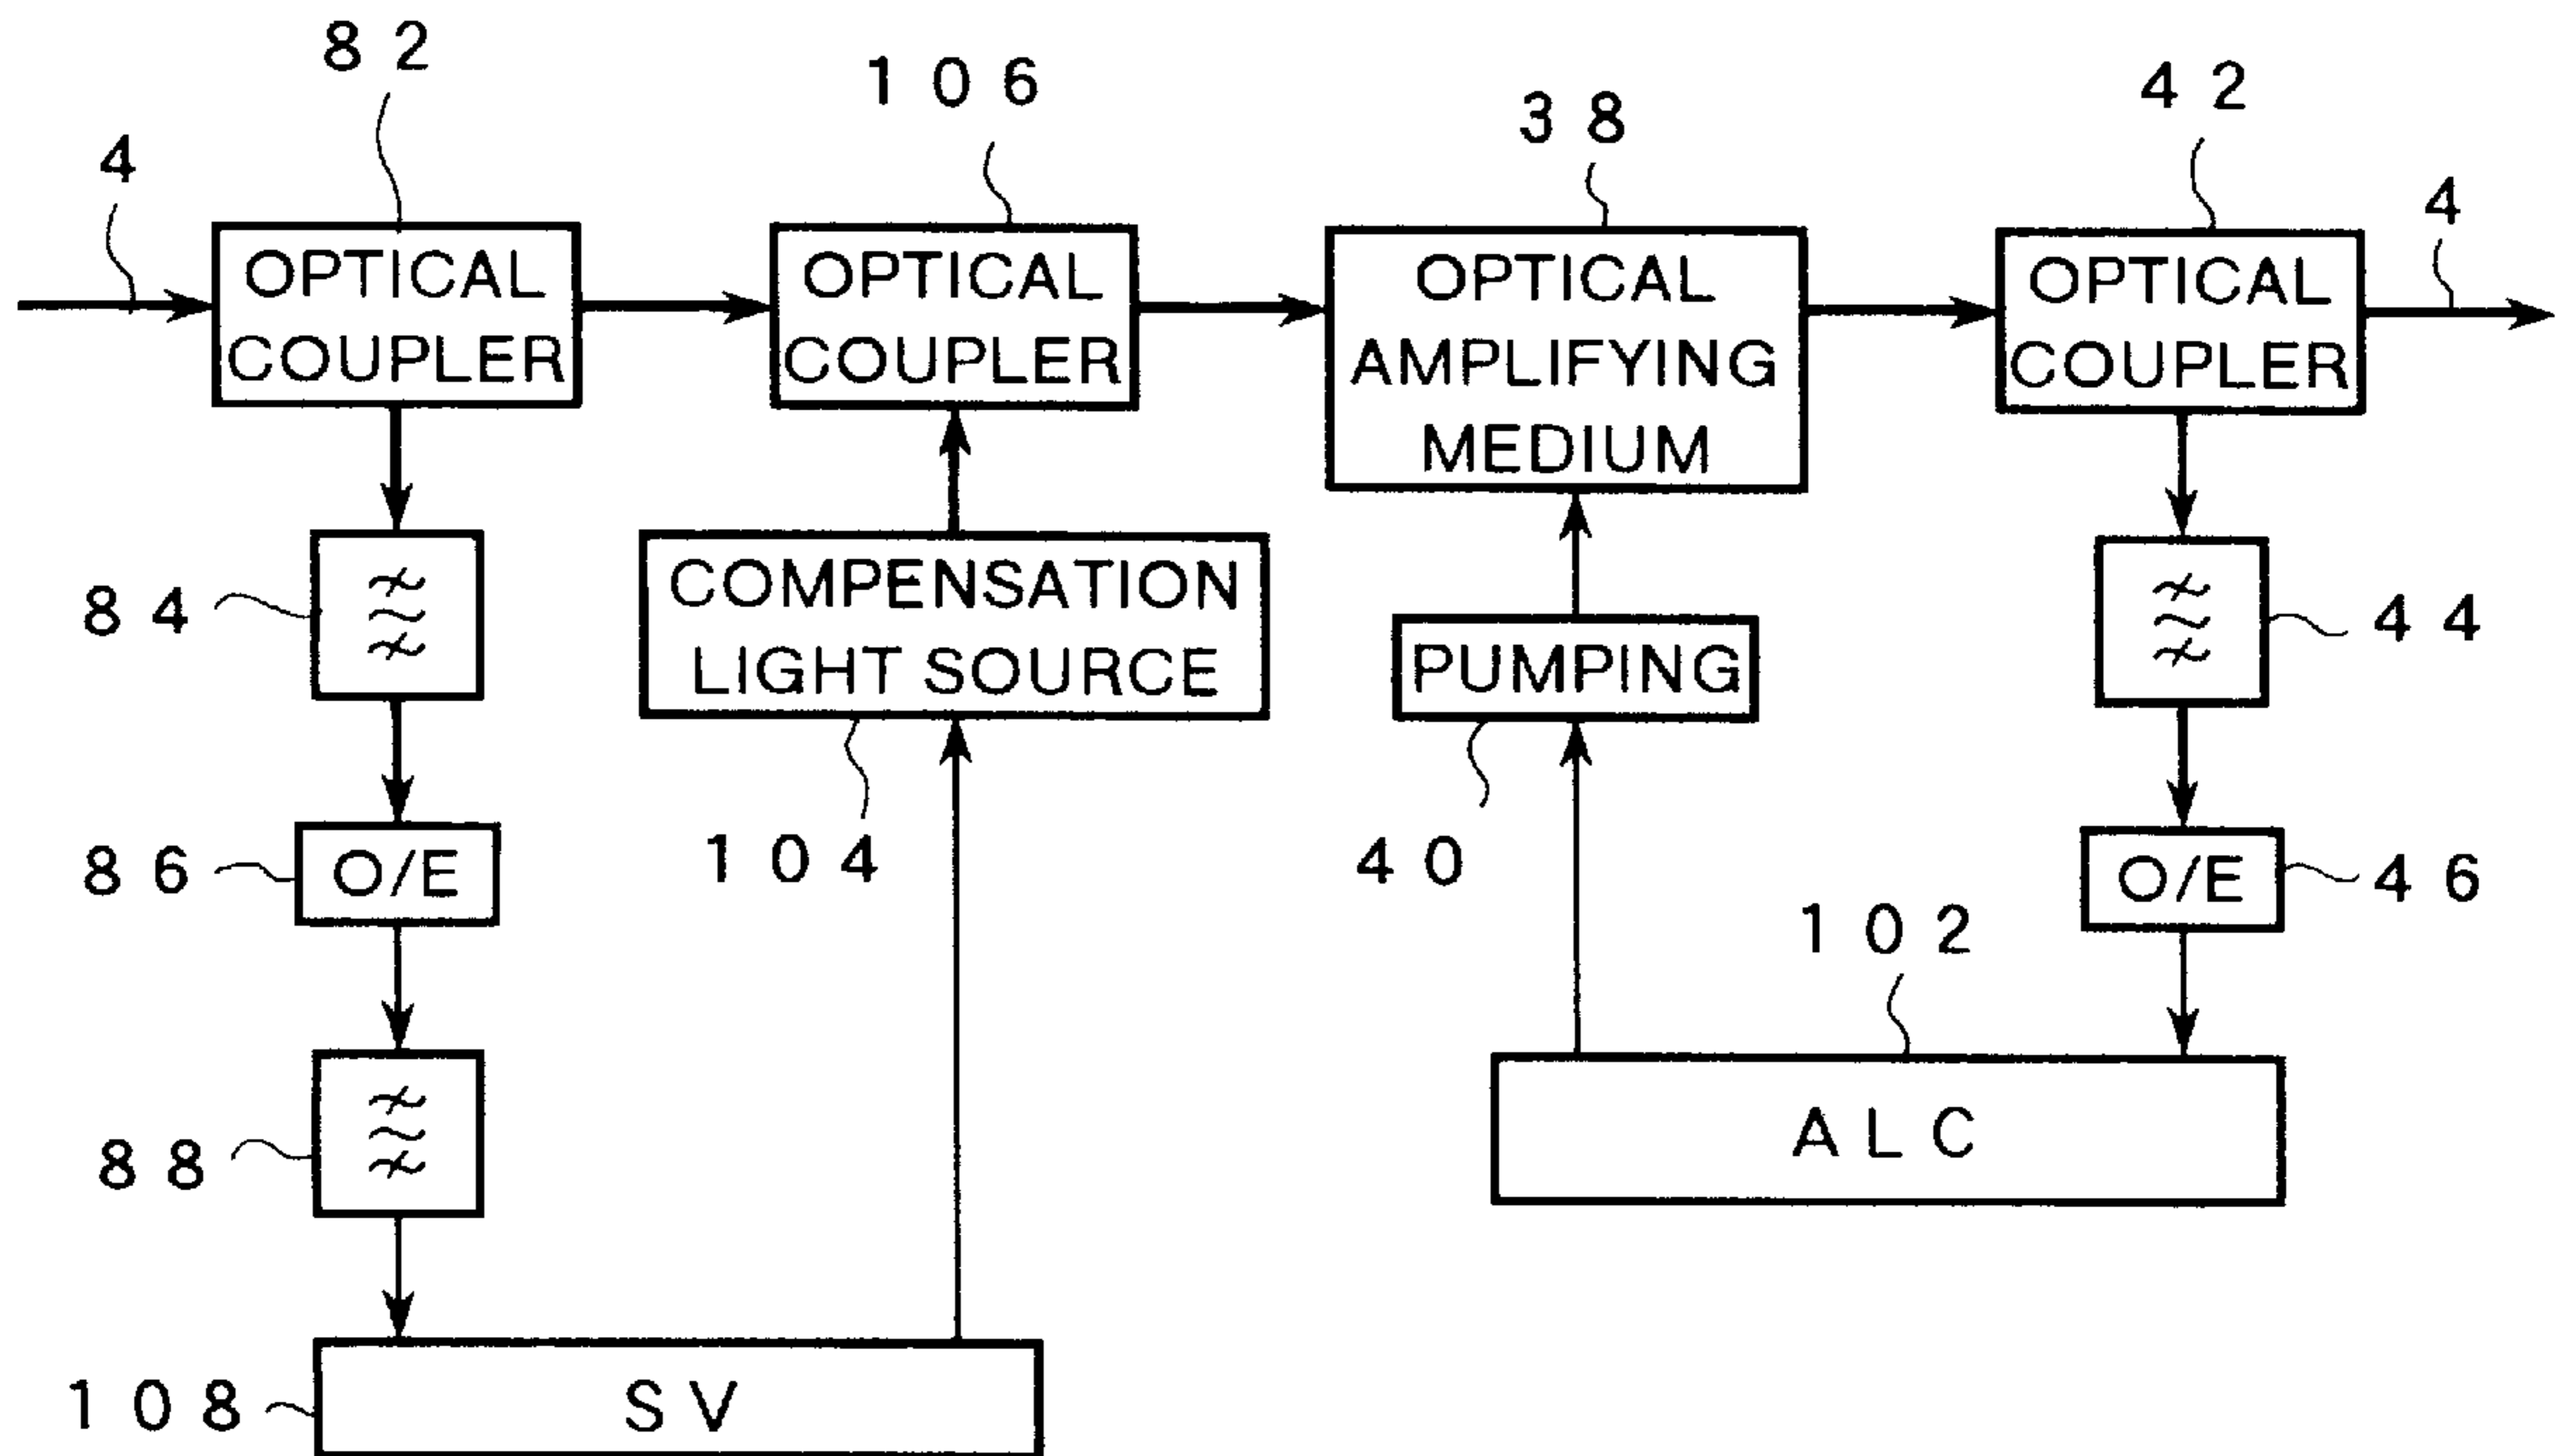 82
106
38
42
4
4
OPTICAL
COUPLER
OPTICAL
COUPLER
OPTICAL
AMPLIFYING
MEDIUM
OPTICAL
COUPLER
84
COMPENSATION
LIGHT SOURCE
PUMPING
44
86
O/E
104
40
O/E
46
102
88
ALC
108
SV